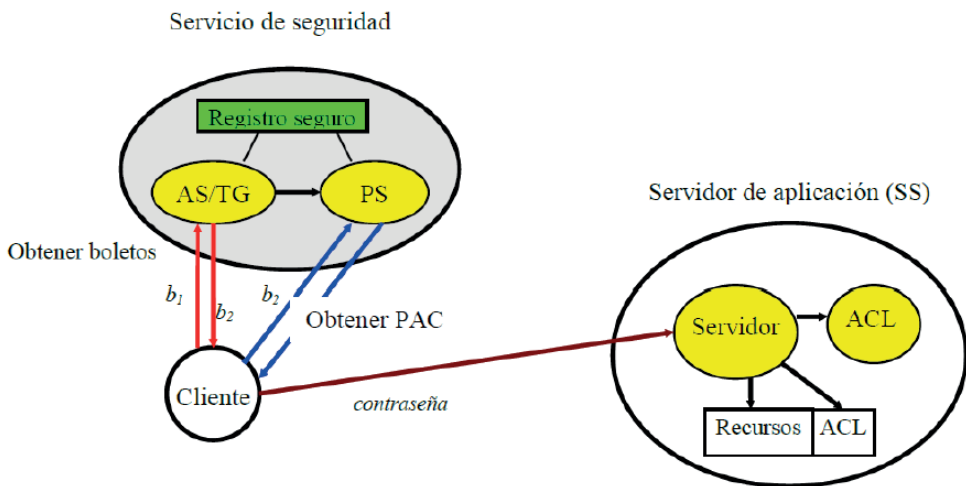 Servicio de seguridad
Registro seguro
AS/TG
PS
Servidor de aplicación (SS)
Obtener boletos
b1
b2
b2
Obtener PAC
Servidor
ACL
Cliente
contraseña
Recursos
ACL